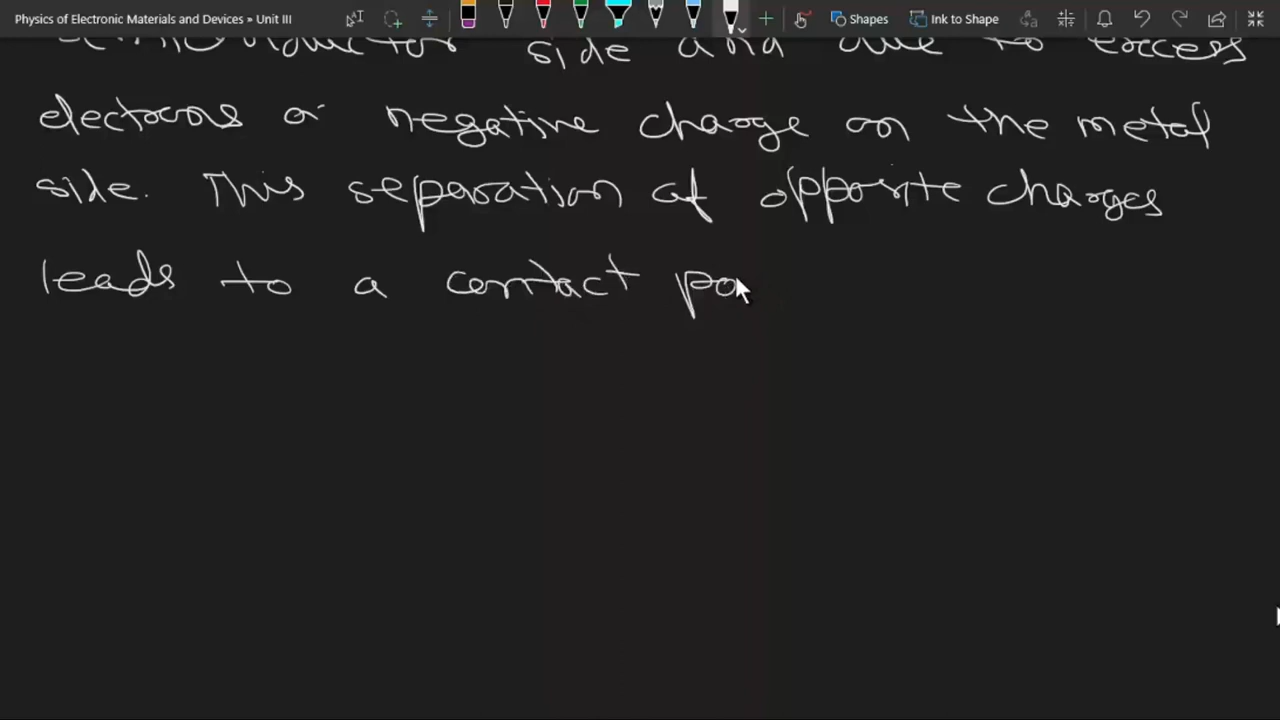 Physics of Electronic Materials and Devices » Unit III
Shapes
Ink to Shape
semiconductor side and due to excess
electrons or negative charge on the metal
side. This separation of opposite charges
leads to a contact po